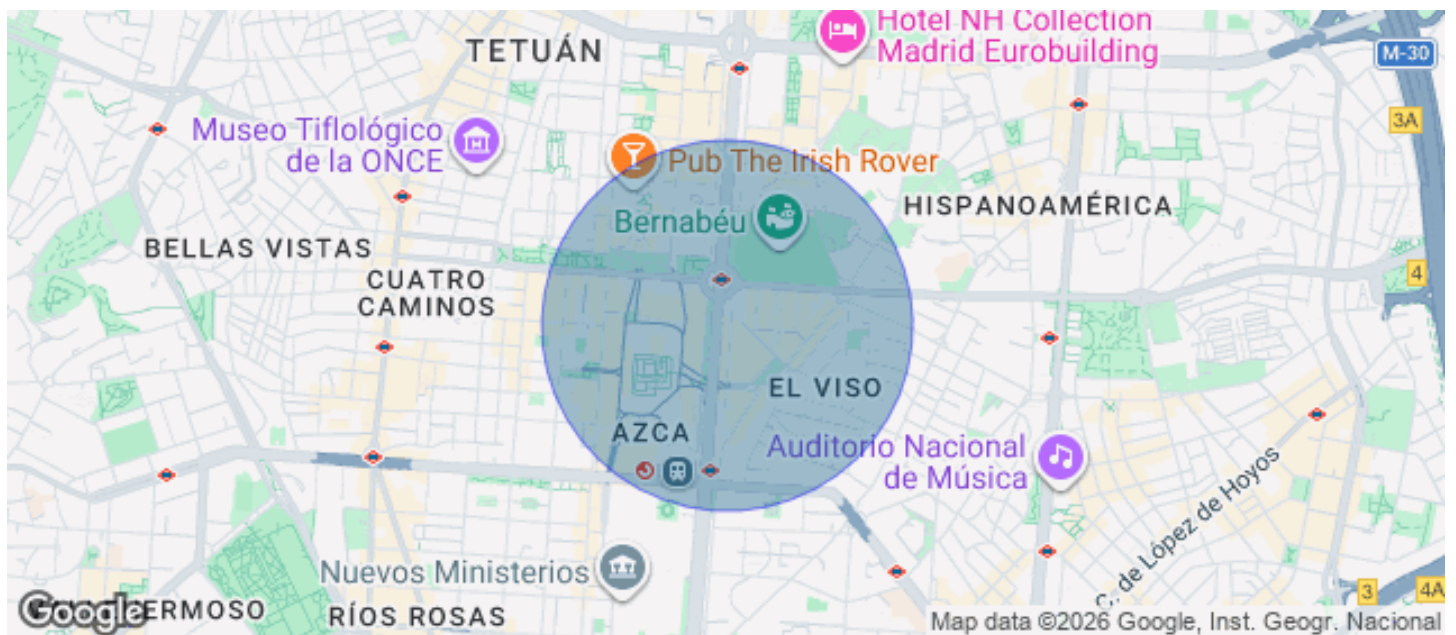 Hotel NH Collection
Madrid Eurobuilding
TETUÁN
M-30
3A
Museo Tiflológico
de la ONCE
Pub The Irish Rover
Bernabéu
HISPANOAMÉRICA
BELLAS VISTAS
CUATRO
CAMINOS
4
EL VISO
AZCA
Auditorio Nacional
de Música
C. de López de Hoyos
Nuevos Ministerios
3
4A
Google
ERMOSO
RÍOS ROSAS
Map data ©2026 Google, Inst. Geogr. Nacional